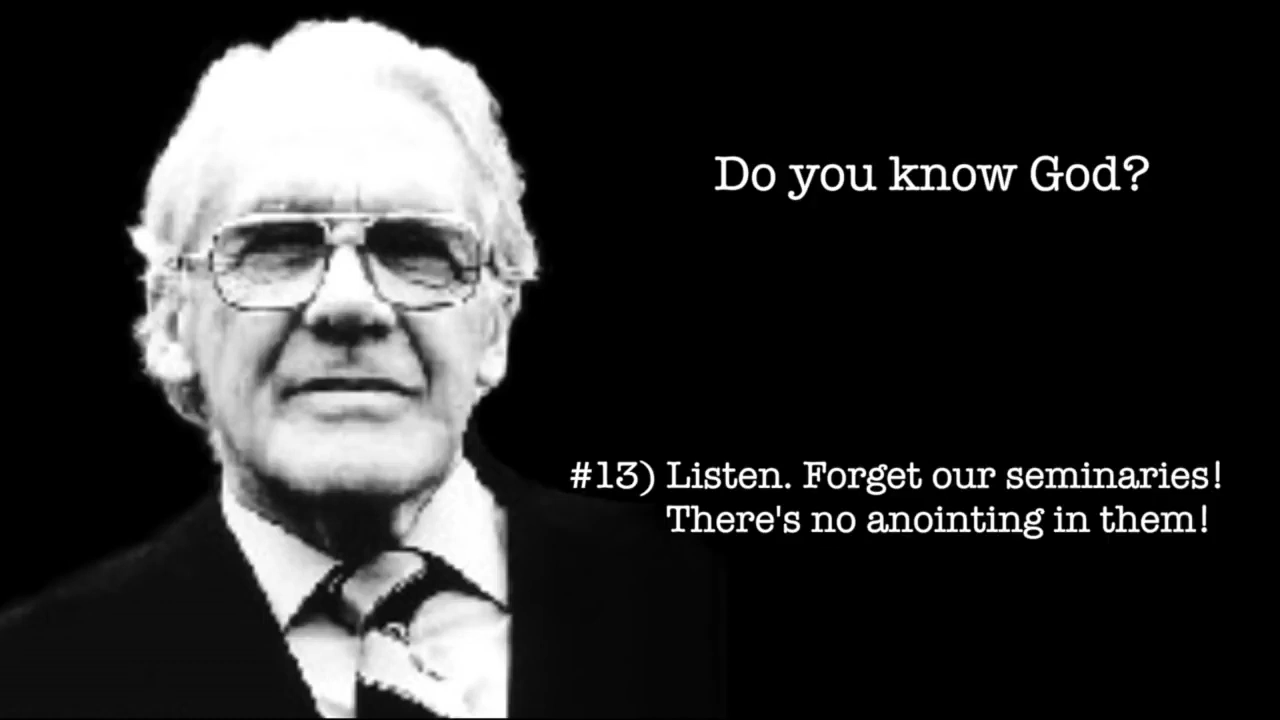 Do you know God?
#13) Listen. Forget our seminaries!
There's no anointing in them!